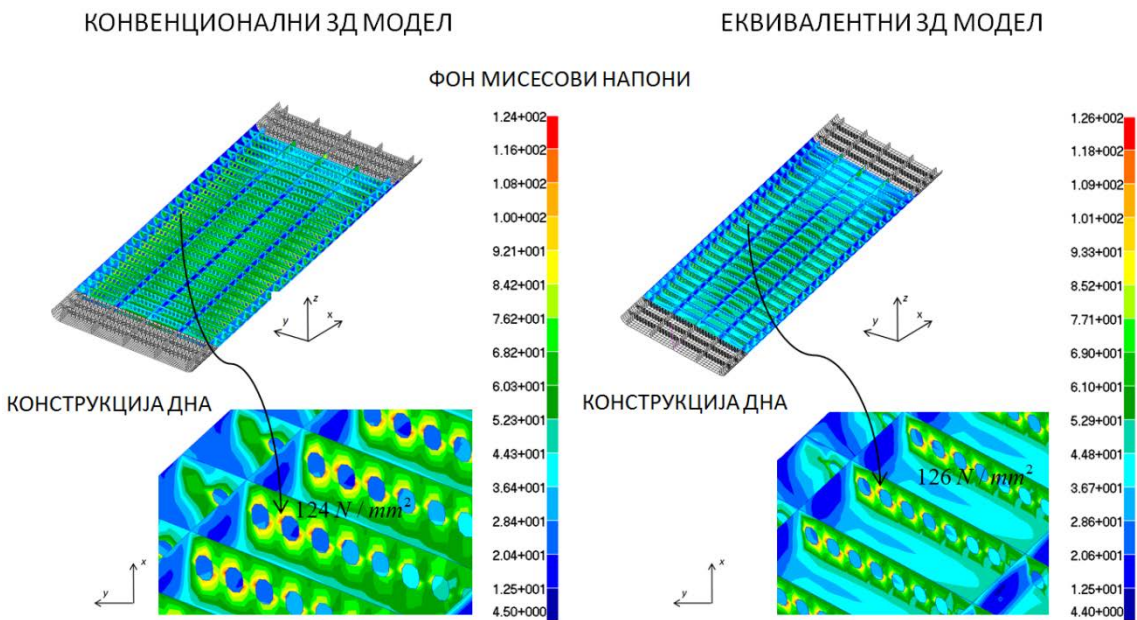 КОНВЕНЦИОНАЛНИ 3Д МОДЕЛ
ЕКВИВАЛЕНТНИ 3Д МОДЕЛ
ФОН МИСЕСОВИ НАПОНИ
1.24+002
1.16+002
1.08+002
1.00+002
9.21+001
8.42+001
7.62+001
6.82+001
6.03+001
5.23+001
4.43+001
3.64+001
2.84+001
2.04+001
1.25+001
4.50+000
z
y
x
КОНСТРУКЦИЈА ДНА
124 N / mm²
x
y
1.26+002
1.18+002
1.09+002
1.01+002
9.33+001
8.52+001
7.71+001
6.90+001
6.10+001
5.29+001
4.48+001
3.67+001
2.86+001
2.06+001
1.25+001
4.40+000
z
y
x
КОНСТРУКЦИЈА ДНА
126 N / mm²
x
y